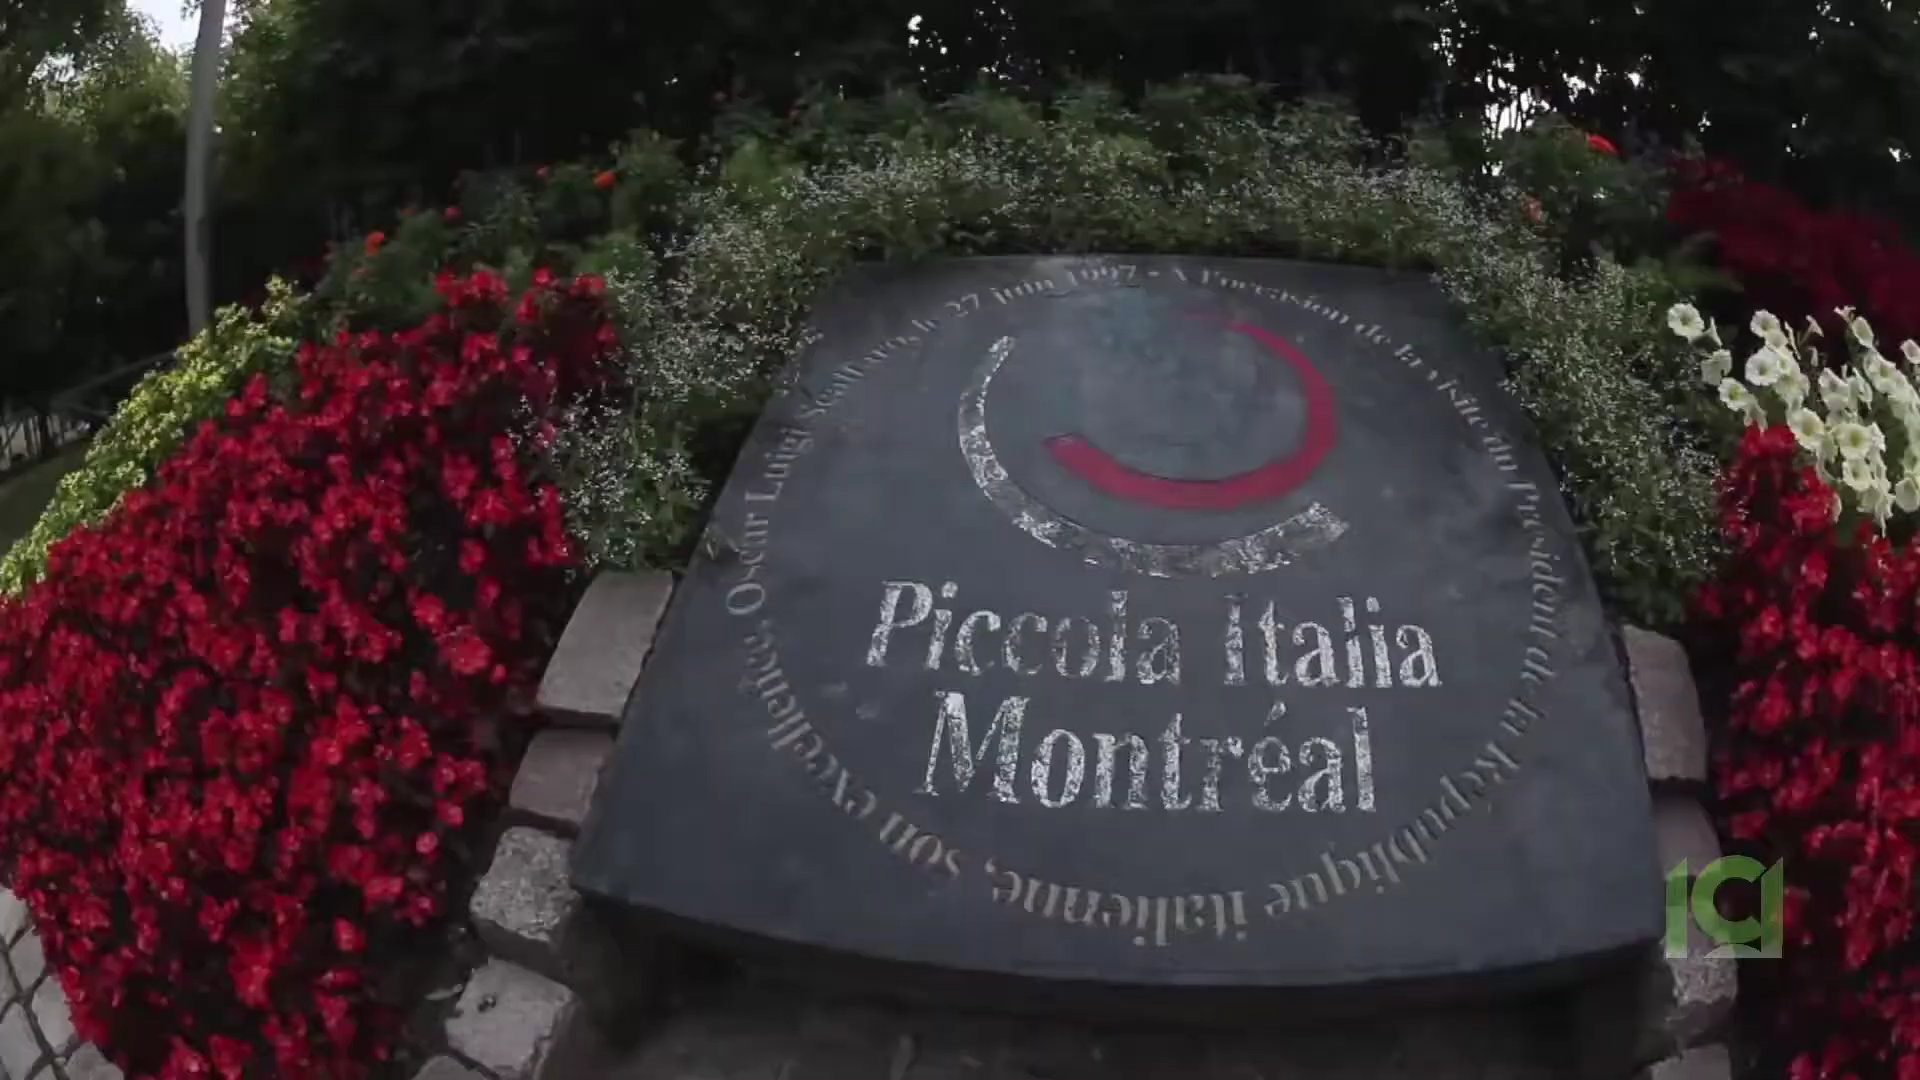 À l'occasion de la visite du Président de la République italienne, son excellence Oscar Luigi Scalfaro, le 27 juin 1997 •
Piccola Italia
Montréal
ICI